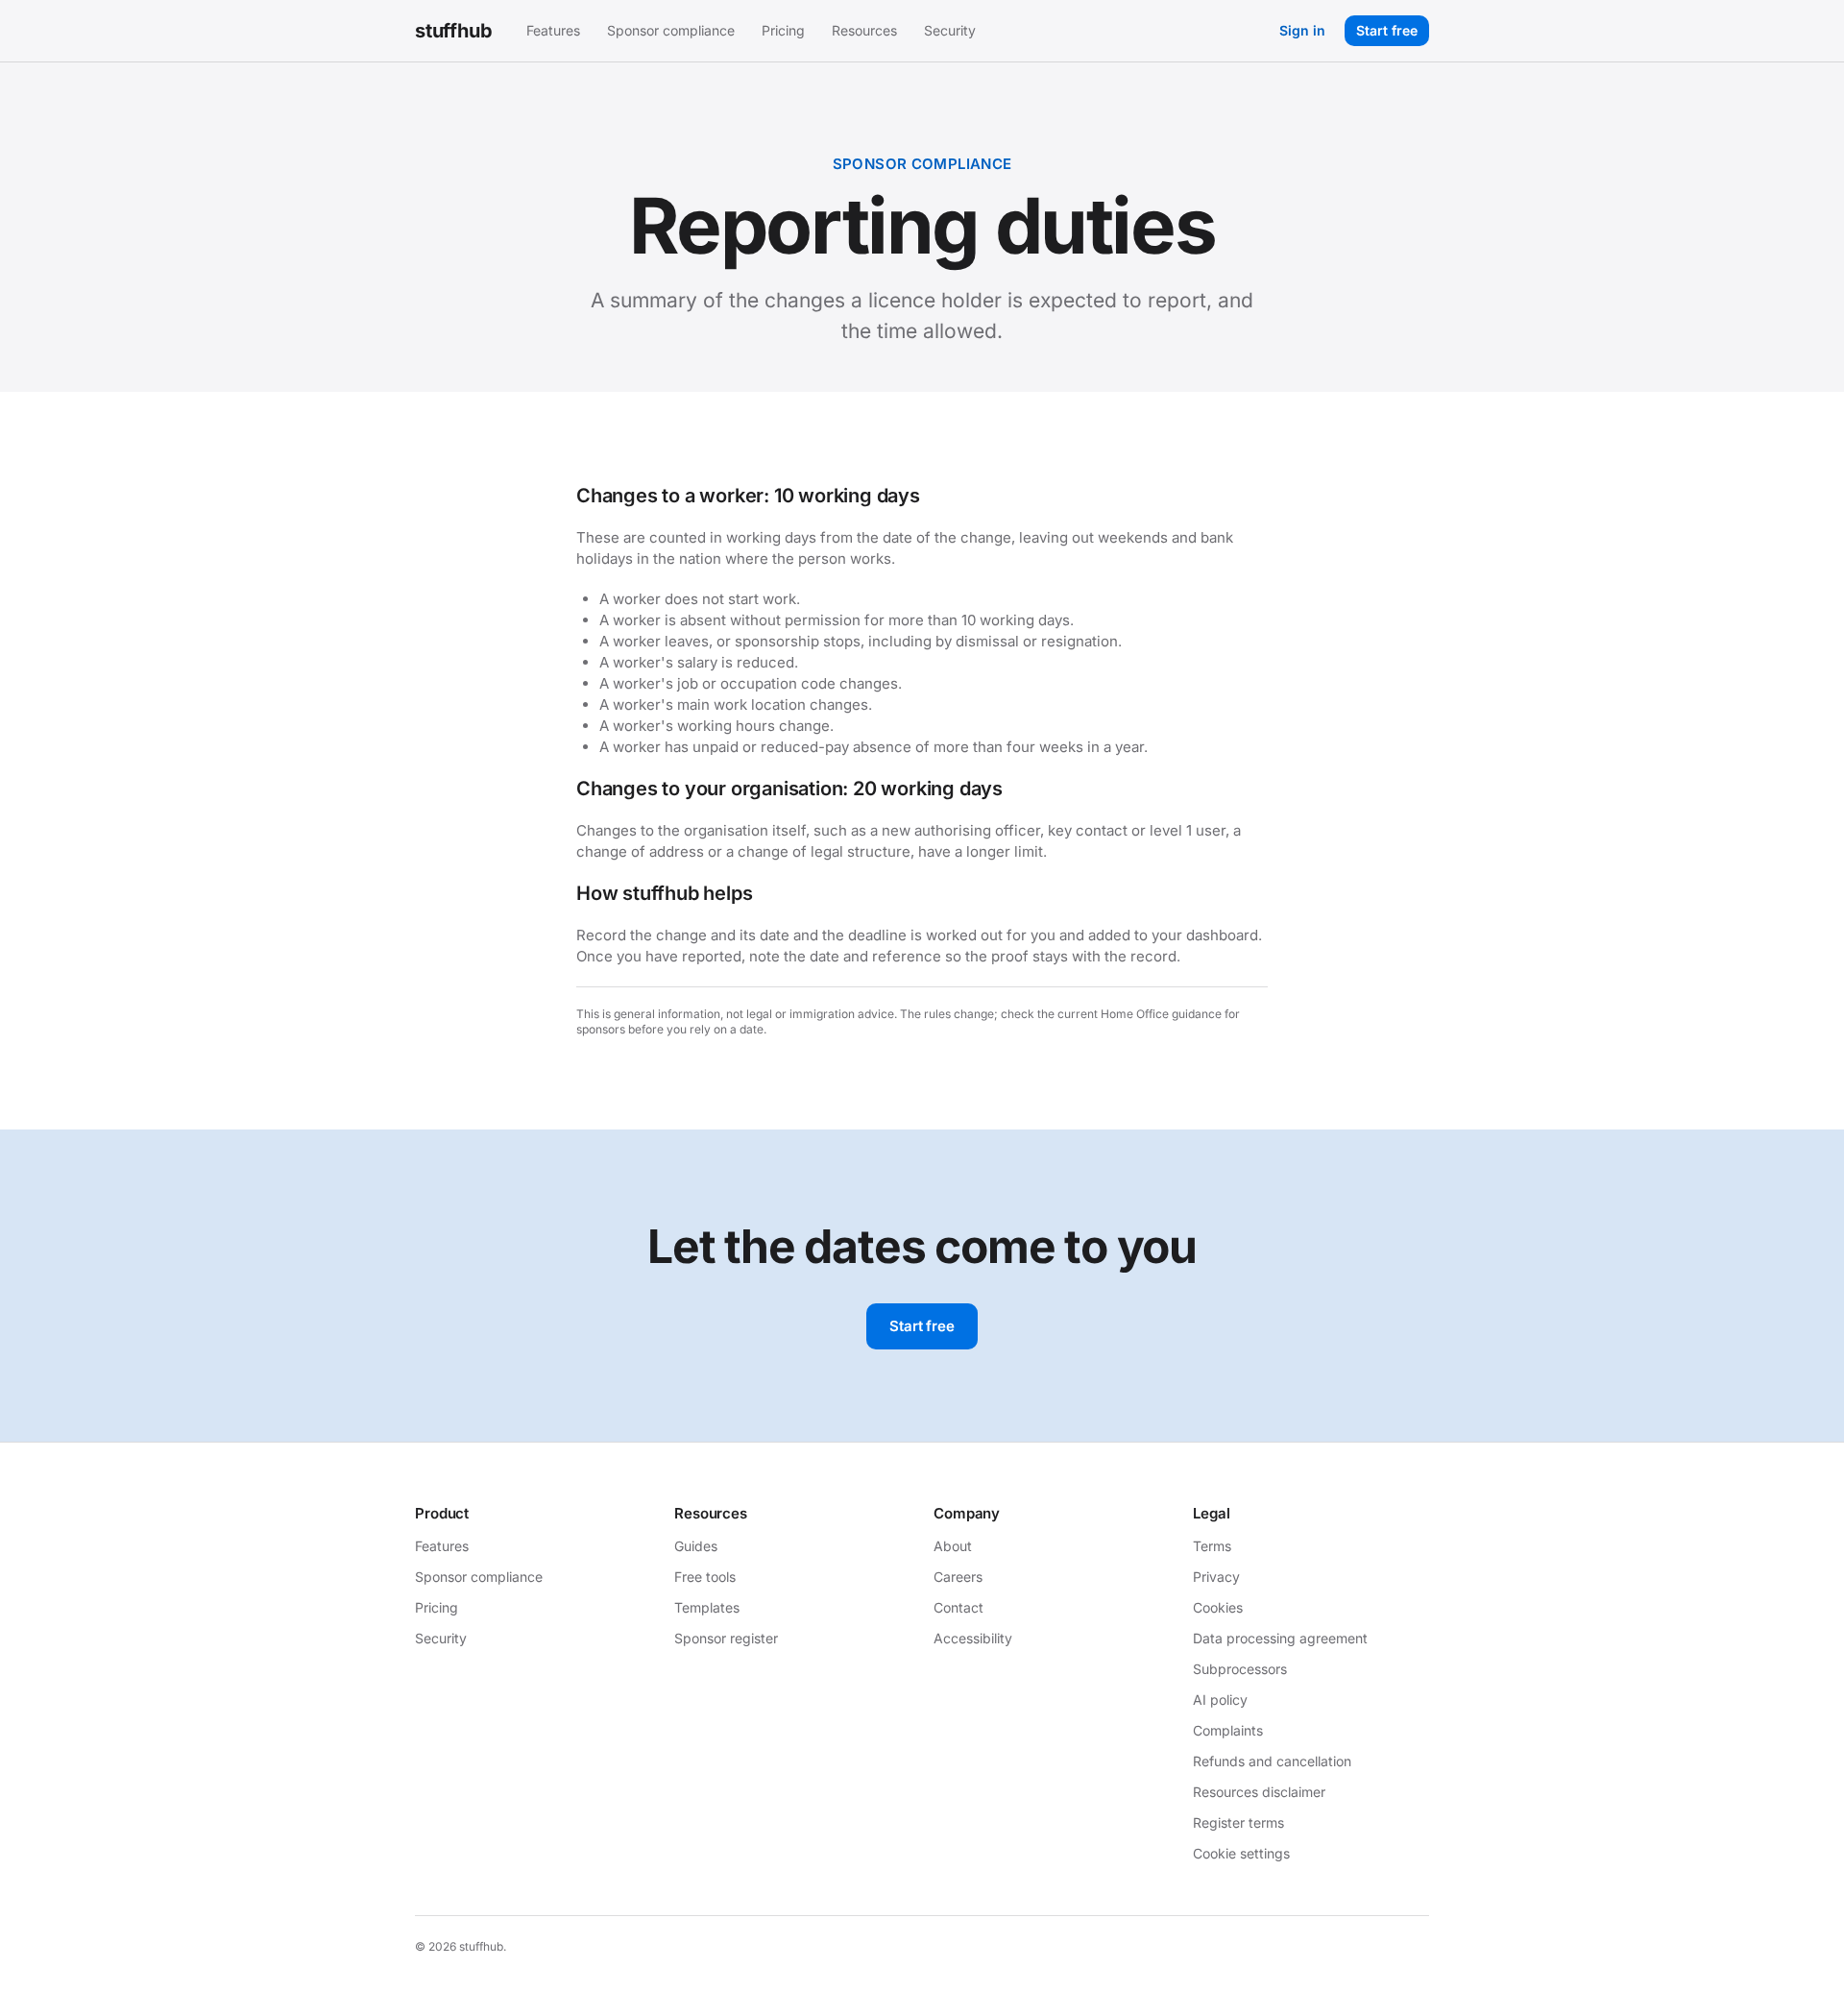 stuffhub Features Sponsor compliance Pricing Resources Security Sign in Start free
SPONSOR COMPLIANCE
Reporting duties
A summary of the changes a licence holder is expected to report, and
the time allowed.
Changes to a worker: 10 working days
These are counted in working days from the date of the change, leaving out weekends and bank
holidays in the nation where the person works.
• A worker does not start work.
• A worker is absent without permission for more than 10 working days.
• A worker leaves, or sponsorship stops, including by dismissal or resignation.
• A worker's salary is reduced.
• A worker's job or occupation code changes.
• A worker's main work location changes.
• A worker's working hours change.
• A worker has unpaid or reduced-pay absence of more than four weeks in a year.
Changes to your organisation: 20 working days
Changes to the organisation itself, such as a new authorising officer, key contact or level 1 user, a
change of address or a change of legal structure, have a longer limit.
How stuffhub helps
Record the change and its date and the deadline is worked out for you and added to your dashboard.
Once you have reported, note the date and reference so the proof stays with the record.
This is general information, not legal or immigration advice. The rules change; check the current Home Office guidance for
sponsors before you rely on a date.
Let the dates come to you
Start free
Product
Features
Sponsor compliance
Pricing
Security
Resources
Guides
Free tools
Templates
Sponsor register
Company
About
Careers
Contact
Accessibility
Legal
Terms
Privacy
Cookies
Data processing agreement
Subprocessors
AI policy
Complaints
Refunds and cancellation
Resources disclaimer
Register terms
Cookie settings
© 2026 stuffhub.